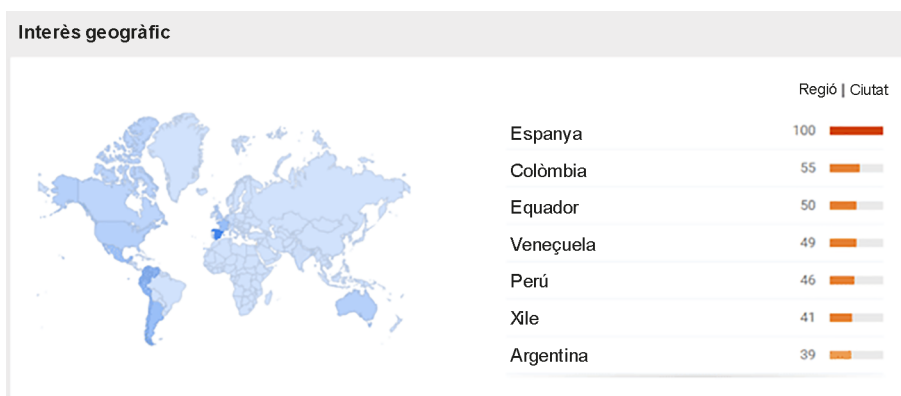 Interès geogràfic
Regió | Ciutat
Espanya 100
Colòmbia 55
Equador 50
Veneçuela 49
Perú 46
Xile 41
Argentina 39